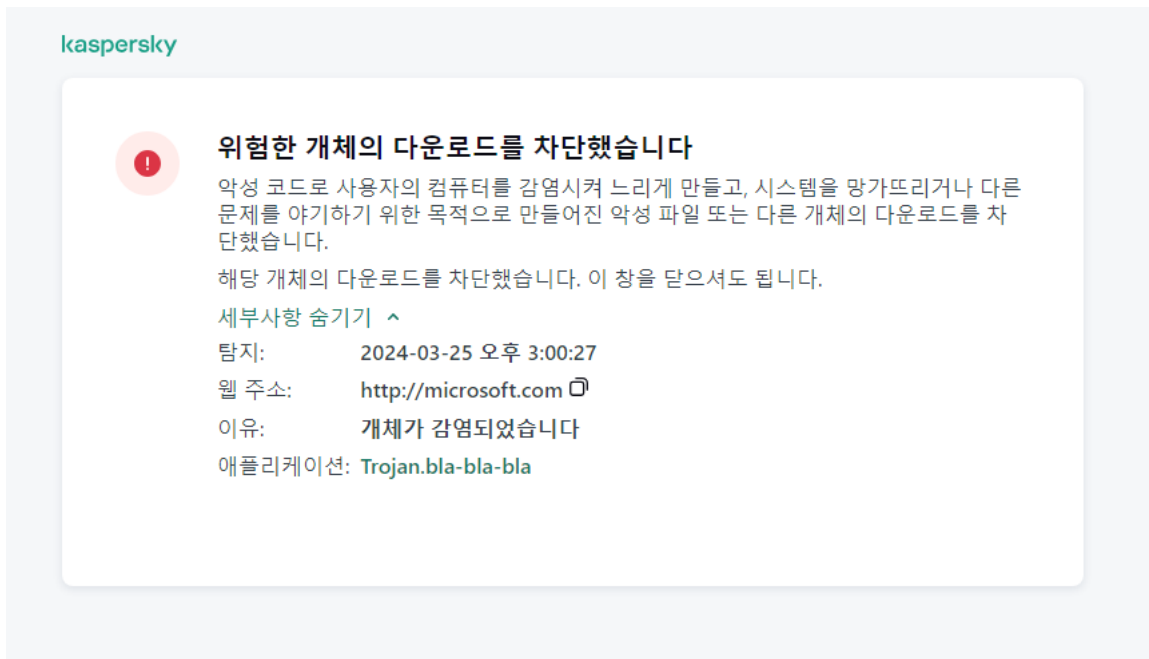 kaspersky
위험한 개체의 다운로드를 차단했습니다
악성 코드로 사용자의 컴퓨터를 감염시켜 느리게 만들고, 시스템을 망가뜨리거나 다른
문제를 야기하기 위한 목적으로 만들어진 악성 파일 또는 다른 개체의 다운로드를 차
단했습니다.
해당 개체의 다운로드를 차단했습니다. 이 창을 닫으셔도 됩니다.
세부사항 숨기기
탐지: 2024-03-25 오후 3:00:27
웹 주소: http://microsoft.com
이유: 개체가 감염되었습니다
애플리케이션: Trojan.bla-bla-bla